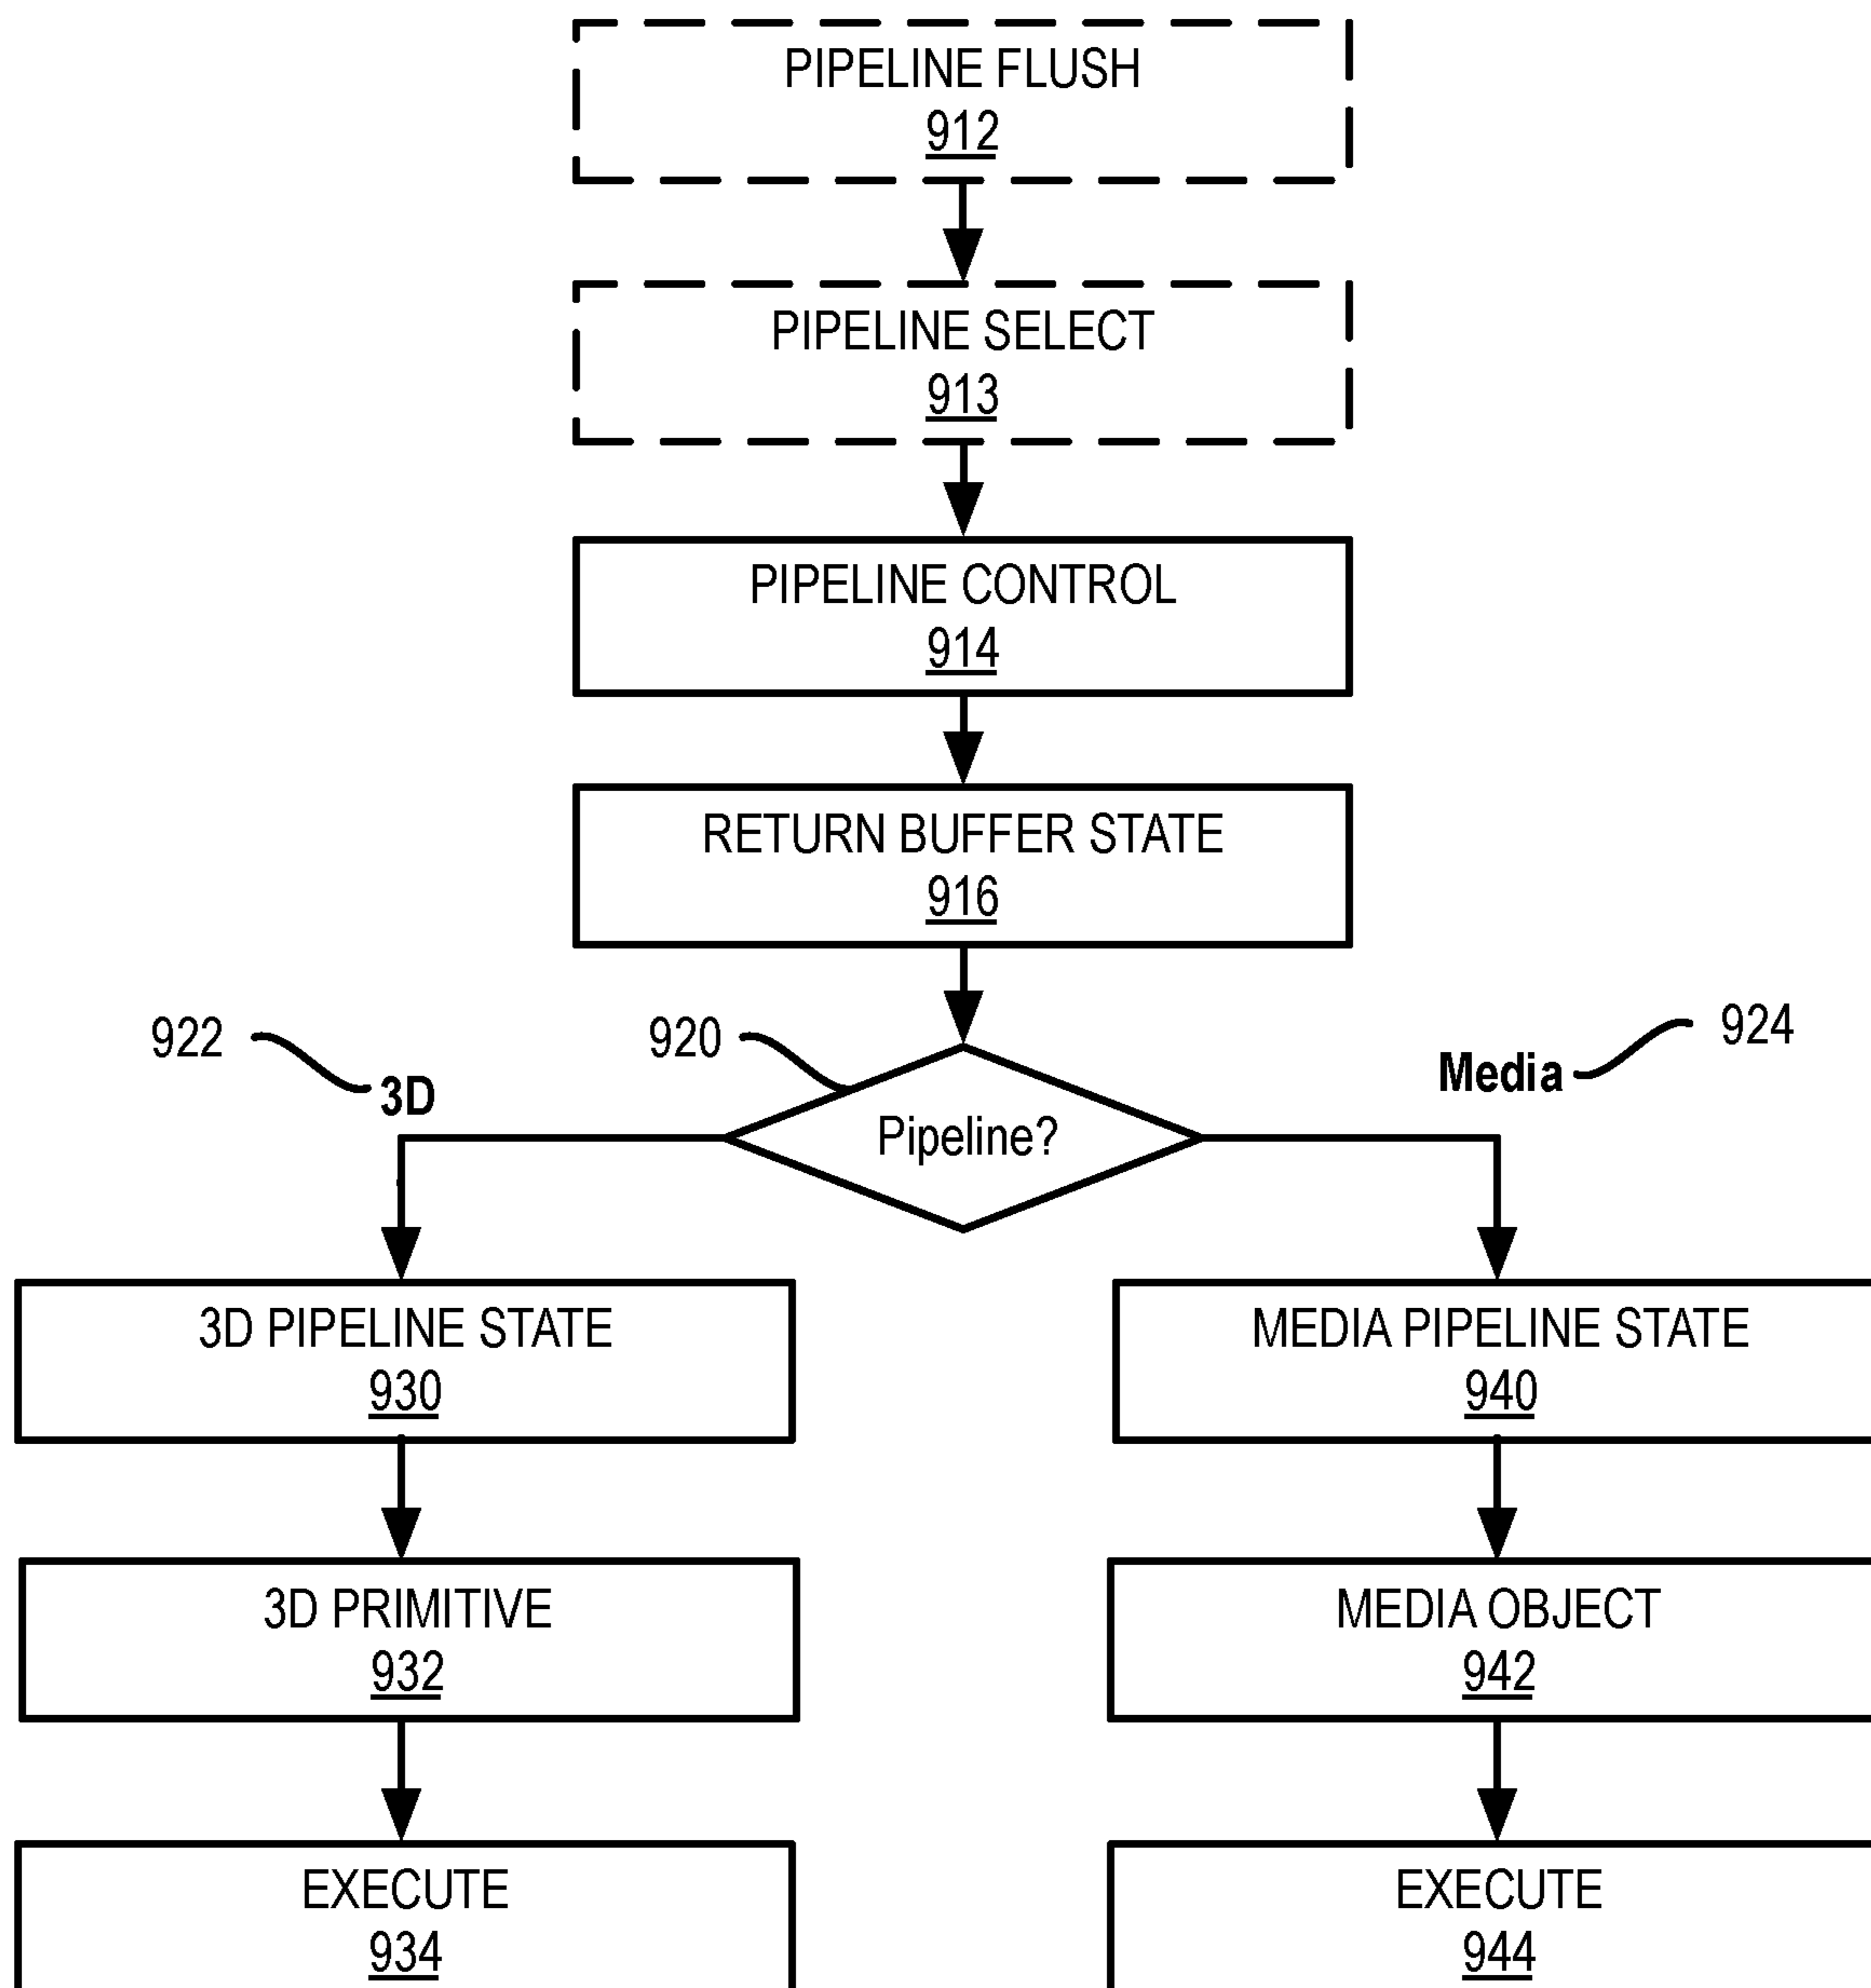 PIPELINE FLUSH
912
PIPELINE SELECT
913
PIPELINE CONTROL
914
RETURN BUFFER STATE
916
922
3D
920
Pipeline?
Media
924
3D PIPELINE STATE
930
MEDIA PIPELINE STATE
940
3D PRIMITIVE
932
MEDIA OBJECT
942
EXECUTE
934
EXECUTE
944